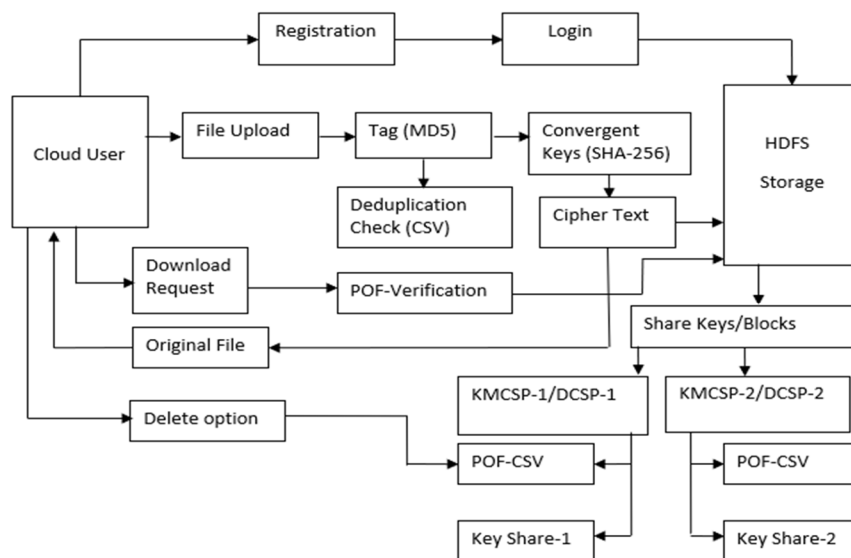 Registration
Login
Cloud User
File Upload
Tag (MD5)
Convergent
Keys (SHA-256)
HDFS
Storage
Deduplication
Check (CSV)
Cipher Text
Download
Request
POF-Verification
Share Keys/Blocks
Original File
KMCSP-1/DCSP-1
KMCSP-2/DCSP-2
Delete option
POF-CSV
POF-CSV
Key Share-1
Key Share-2